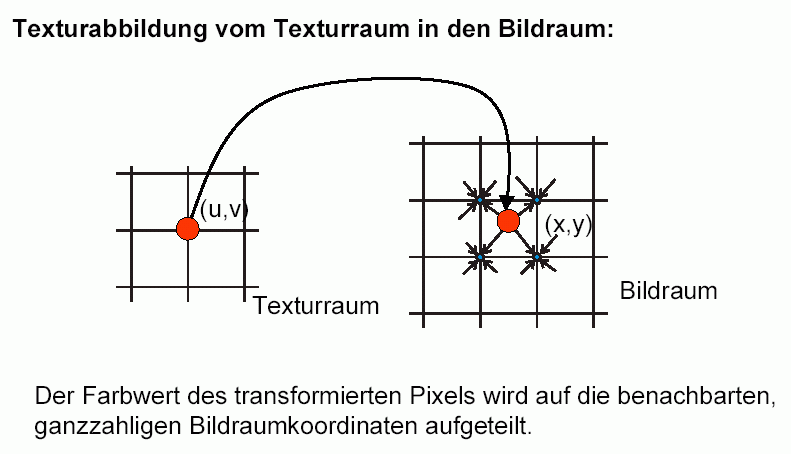 Texturabbildung vom Texturraum in den Bildraum:
(u,v)
(x,y)
Texturraum
Bildraum
Der Farbwert des transformierten Pixels wird auf die benachbarten,
ganzzahligen Bildraumkoordinaten aufgeteilt.